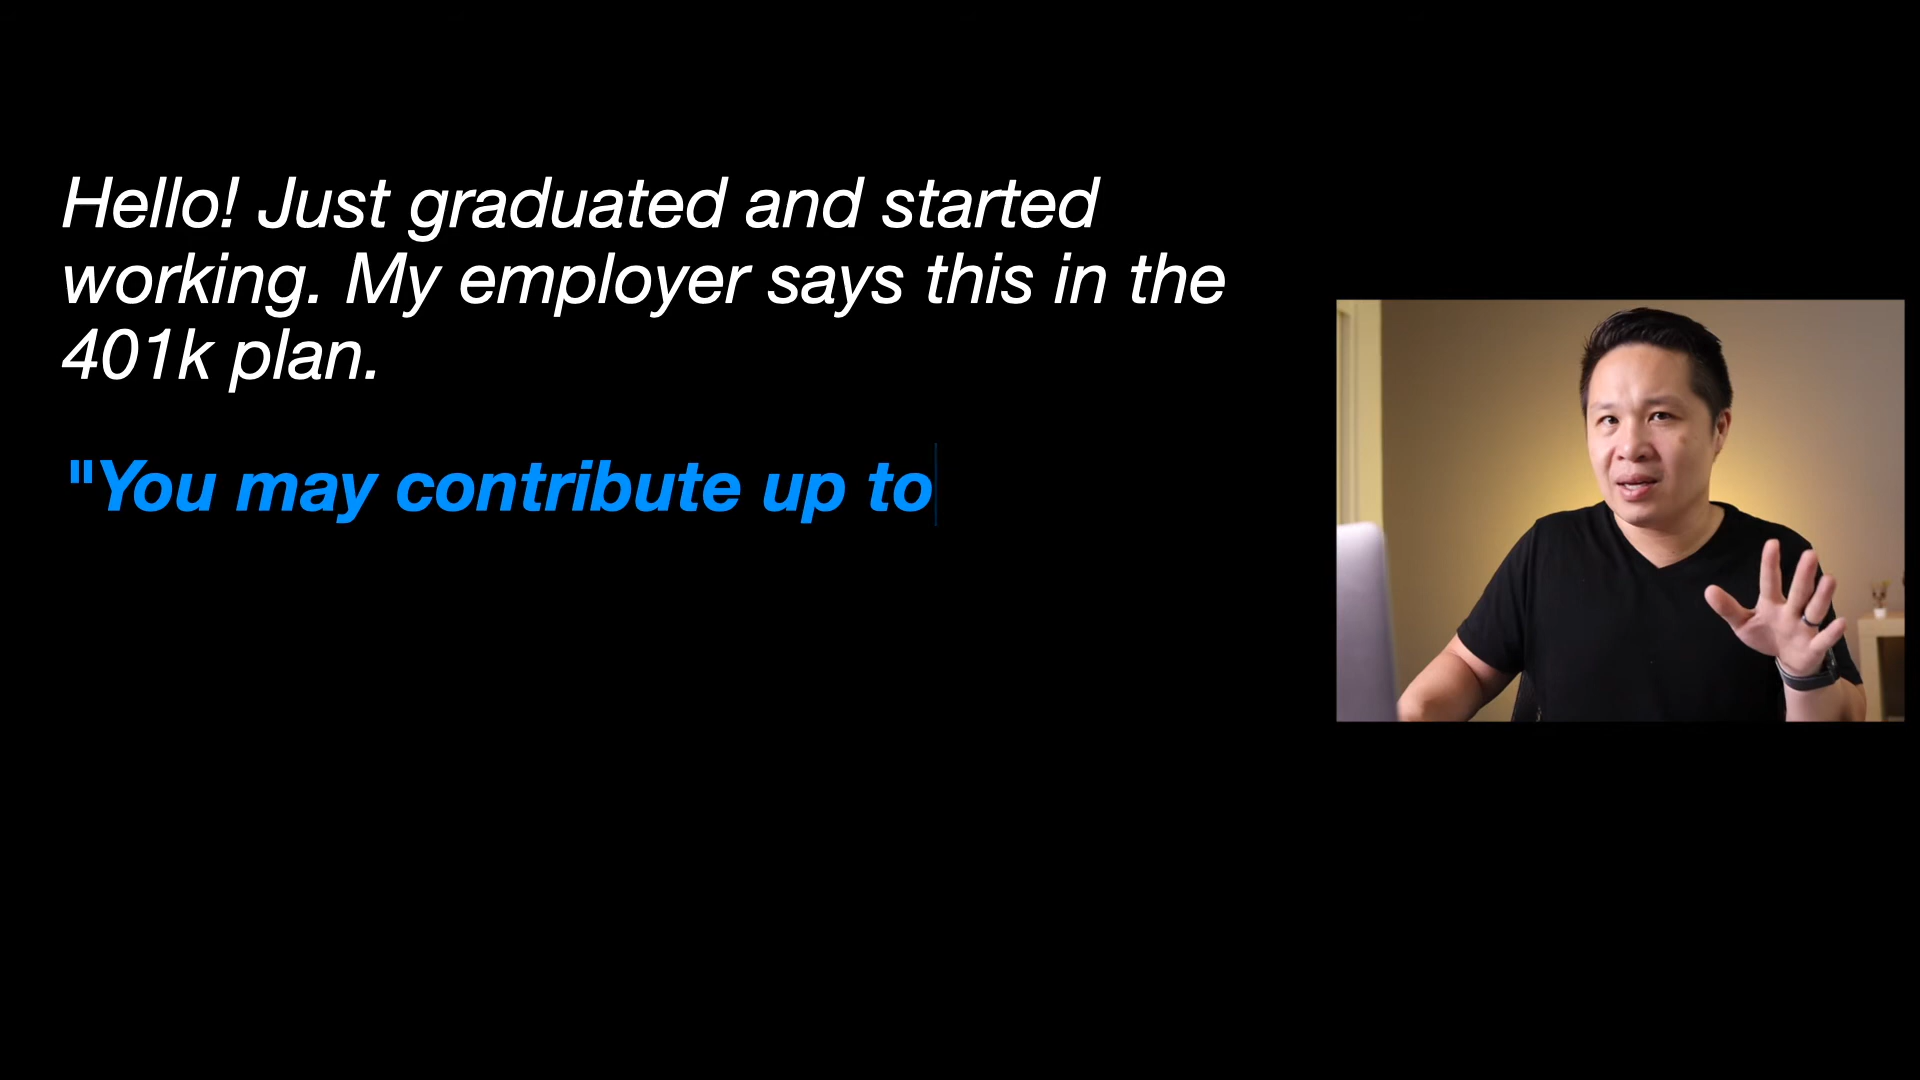 Hello! Just graduated and started
working. My employer says this in the
401k plan.
"You may contribute up to